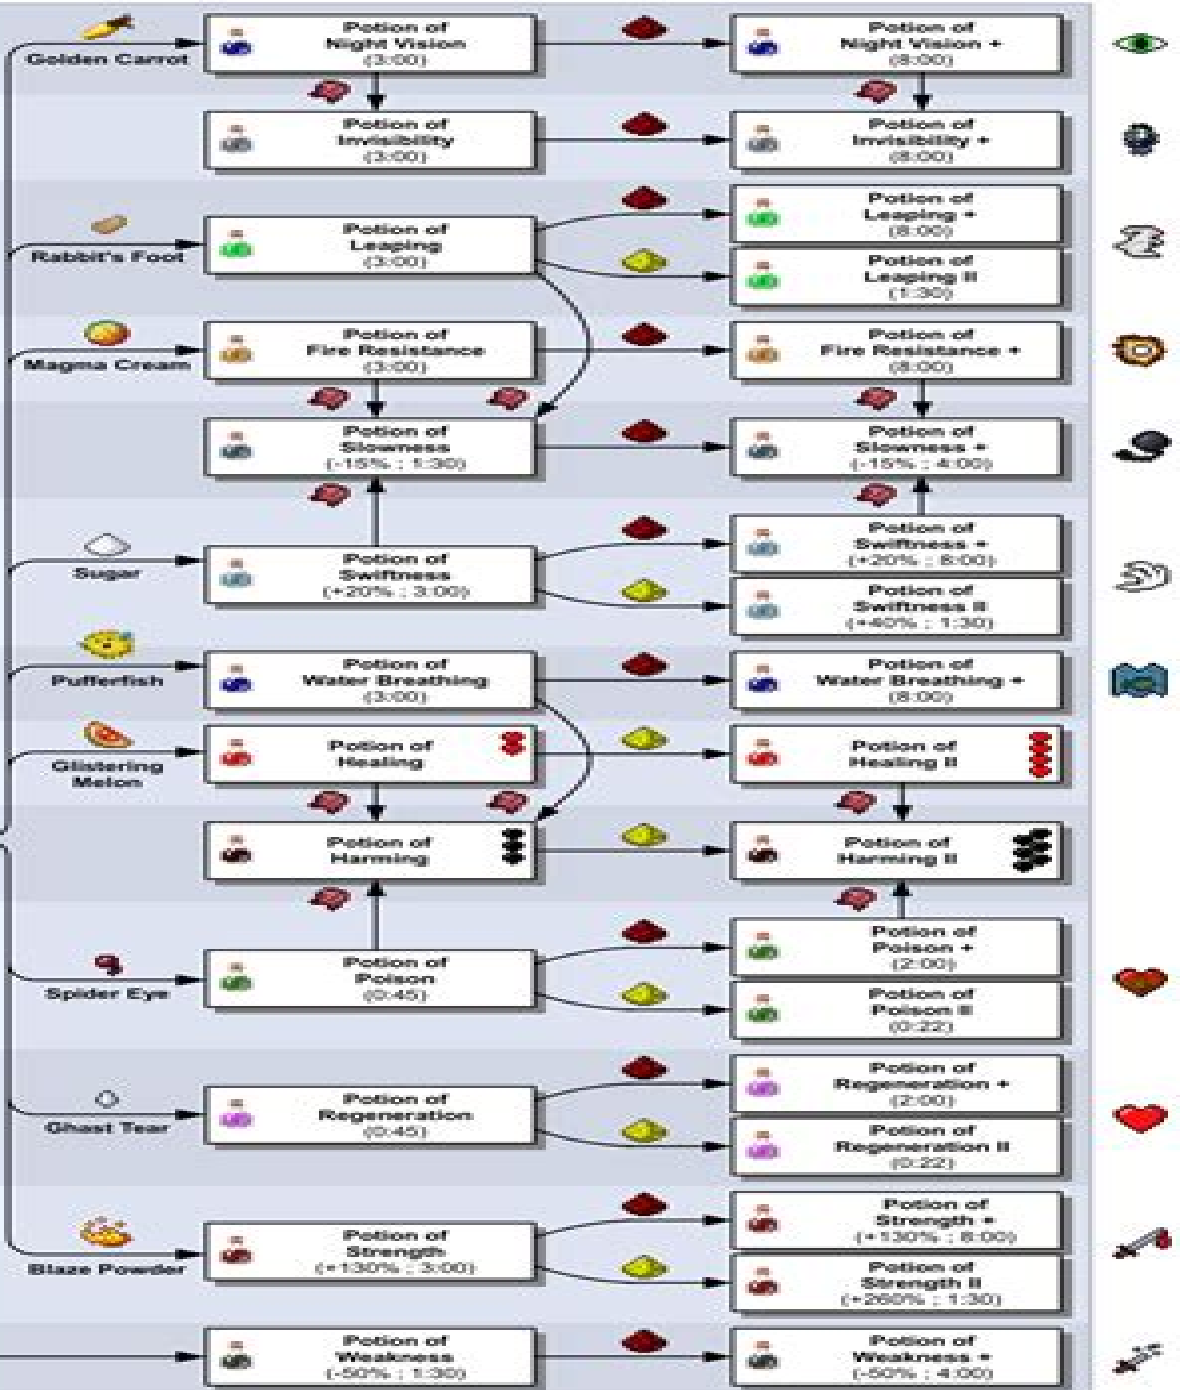 Golden Carrot
Potion of
Night Vision
(3:00)
Potion of
Night Vision +
(8:00)
Potion of
Invisibility
(3:00)
Potion of
Invisibility +
(8:00)
Rabbit's Foot
Potion of
Leaping
(3:00)
Potion of
Leaping +
(8:00)
Potion of
Leaping II
(1:30)
Magma Cream
Potion of
Fire Resistance
(3:00)
Potion of
Fire Resistance +
(8:00)
Potion of
Slowness
(-15% ; 1:30)
Potion of
Slowness +
(-15% ; 4:00)
Sugar
Potion of
Swiftness
(+20% ; 3:00)
Potion of
Swiftness +
(+20% ; 8:00)
Potion of
Swiftness II
(+40% ; 1:30)
Pufferfish
Potion of
Water Breathing
(3:00)
Potion of
Water Breathing +
(8:00)
Glistering
Melon
Potion of
Healing
Potion of
Healing II
Potion of
Harming
Potion of
Harming II
Spider Eye
Potion of
Poison
(0:45)
Potion of
Poison +
(2:00)
Potion of
Poison II
(0:22)
Ghast Tear
Potion of
Regeneration
(0:45)
Potion of
Regeneration +
(2:00)
Potion of
Regeneration II
(0:22)
Blaze Powder
Potion of
Strength
(+130% ; 3:00)
Potion of
Strength +
(+130% ; 8:00)
Potion of
Strength II
(+260% ; 1:30)
Potion of
Weakness
(-50% ; 1:30)
Potion of
Weakness +
(-50% ; 4:00)